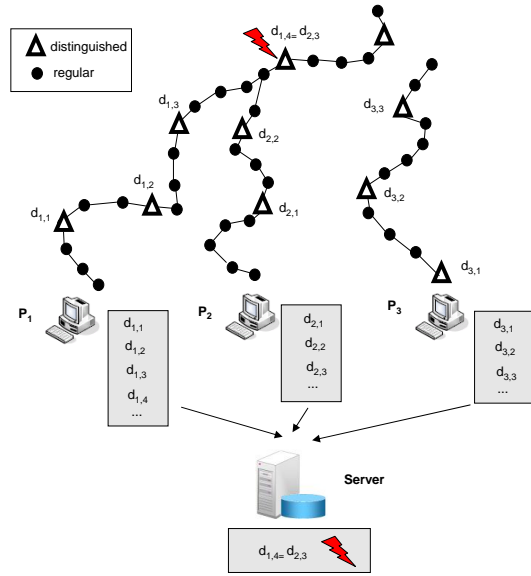 distinguished
regular
d1,4= d2,3
d1,3
d2,2
d3,3
d1,2
d1,1
d2,1
d3,2
d3,1
P1
P2
P3
d1,1
d1,2
d1,3
d1,4
...
d2,1
d2,2
d2,3
...
d3,1
d3,2
d3,3
...
Server
d1,4= d2,3